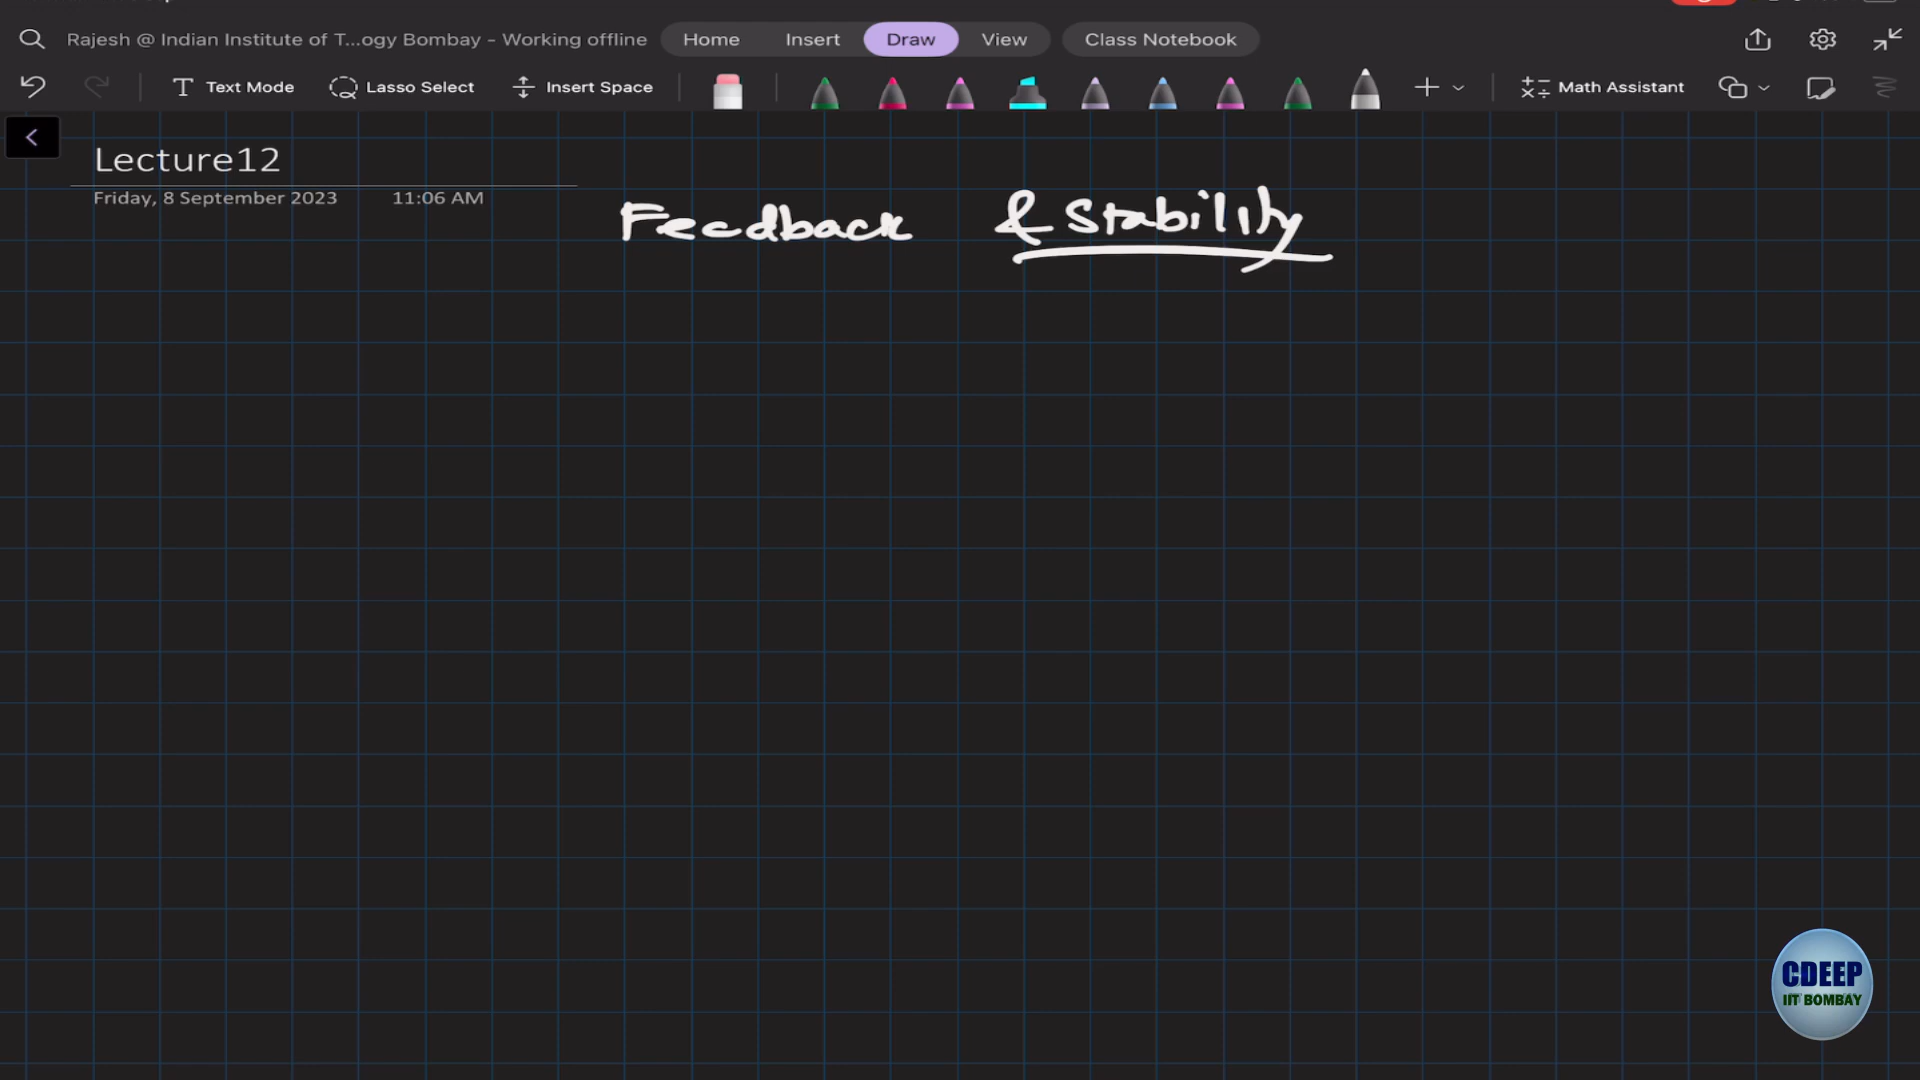 Rajesh @ Indian Institute of T...ogy Bombay - Working offline
Home Insert Draw View Class Notebook
Text Mode Lasso Select Insert Space Math Assistant
Lecture12
Friday, 8 September 2023 11:06 AM
Feedback & Stability
CDEEP
IIT BOMBAY